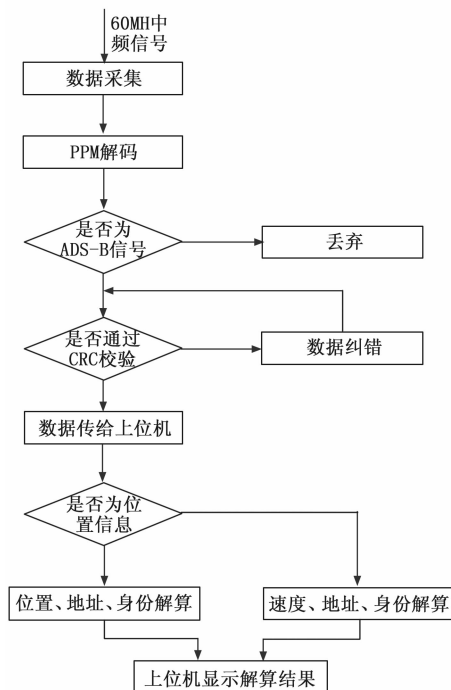 60MH中
频信号
数据采集
PPM解码
是否为
ADS-B信号
丢弃
是否通过
CRC校验
数据纠错
数据传给上位机
是否为位
置信息
位置、地址、身份解算
速度、地址、身份解算
上位机显示解算结果